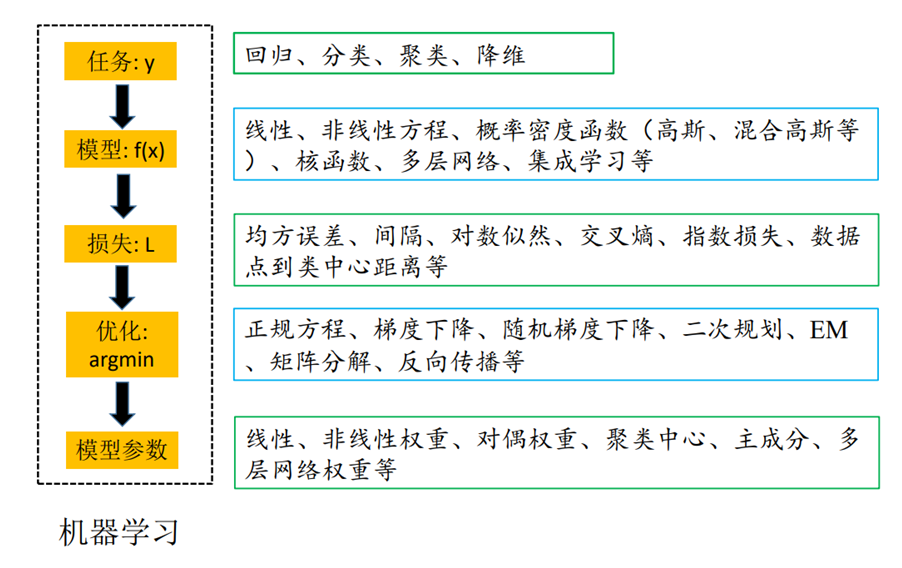 任务: y
回归、分类、聚类、降维
模型: f(x)
线性、非线性方程、概率密度函数（高斯、混合高斯等
）、核函数、多层网络、集成学习等
损失: L
均方误差、间隔、对数似然、交叉熵、指数损失、数据
点到类中心距离等
优化:
argmin
正规方程、梯度下降、随机梯度下降、二次规划、EM
、矩阵分解、反向传播等
模型参数
线性、非线性权重、对偶权重、聚类中心、主成分、多
层网络权重等
机器学习